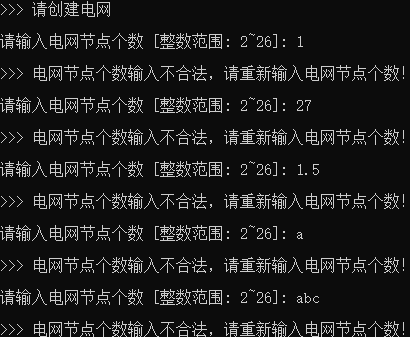 >>> 请创建电网
请输入电网节点个数 [整数范围: 2~26]: 1
>>> 电网节点个数输入不合法，请重新输入电网节点个数!
请输入电网节点个数 [整数范围: 2~26]: 27
>>> 电网节点个数输入不合法，请重新输入电网节点个数!
请输入电网节点个数 [整数范围: 2~26]: 1.5
>>> 电网节点个数输入不合法，请重新输入电网节点个数!
请输入电网节点个数 [整数范围: 2~26]: a
>>> 电网节点个数输入不合法，请重新输入电网节点个数!
请输入电网节点个数 [整数范围: 2~26]: abc
>>> 电网节点个数输入不合法，请重新输入电网节点个数!